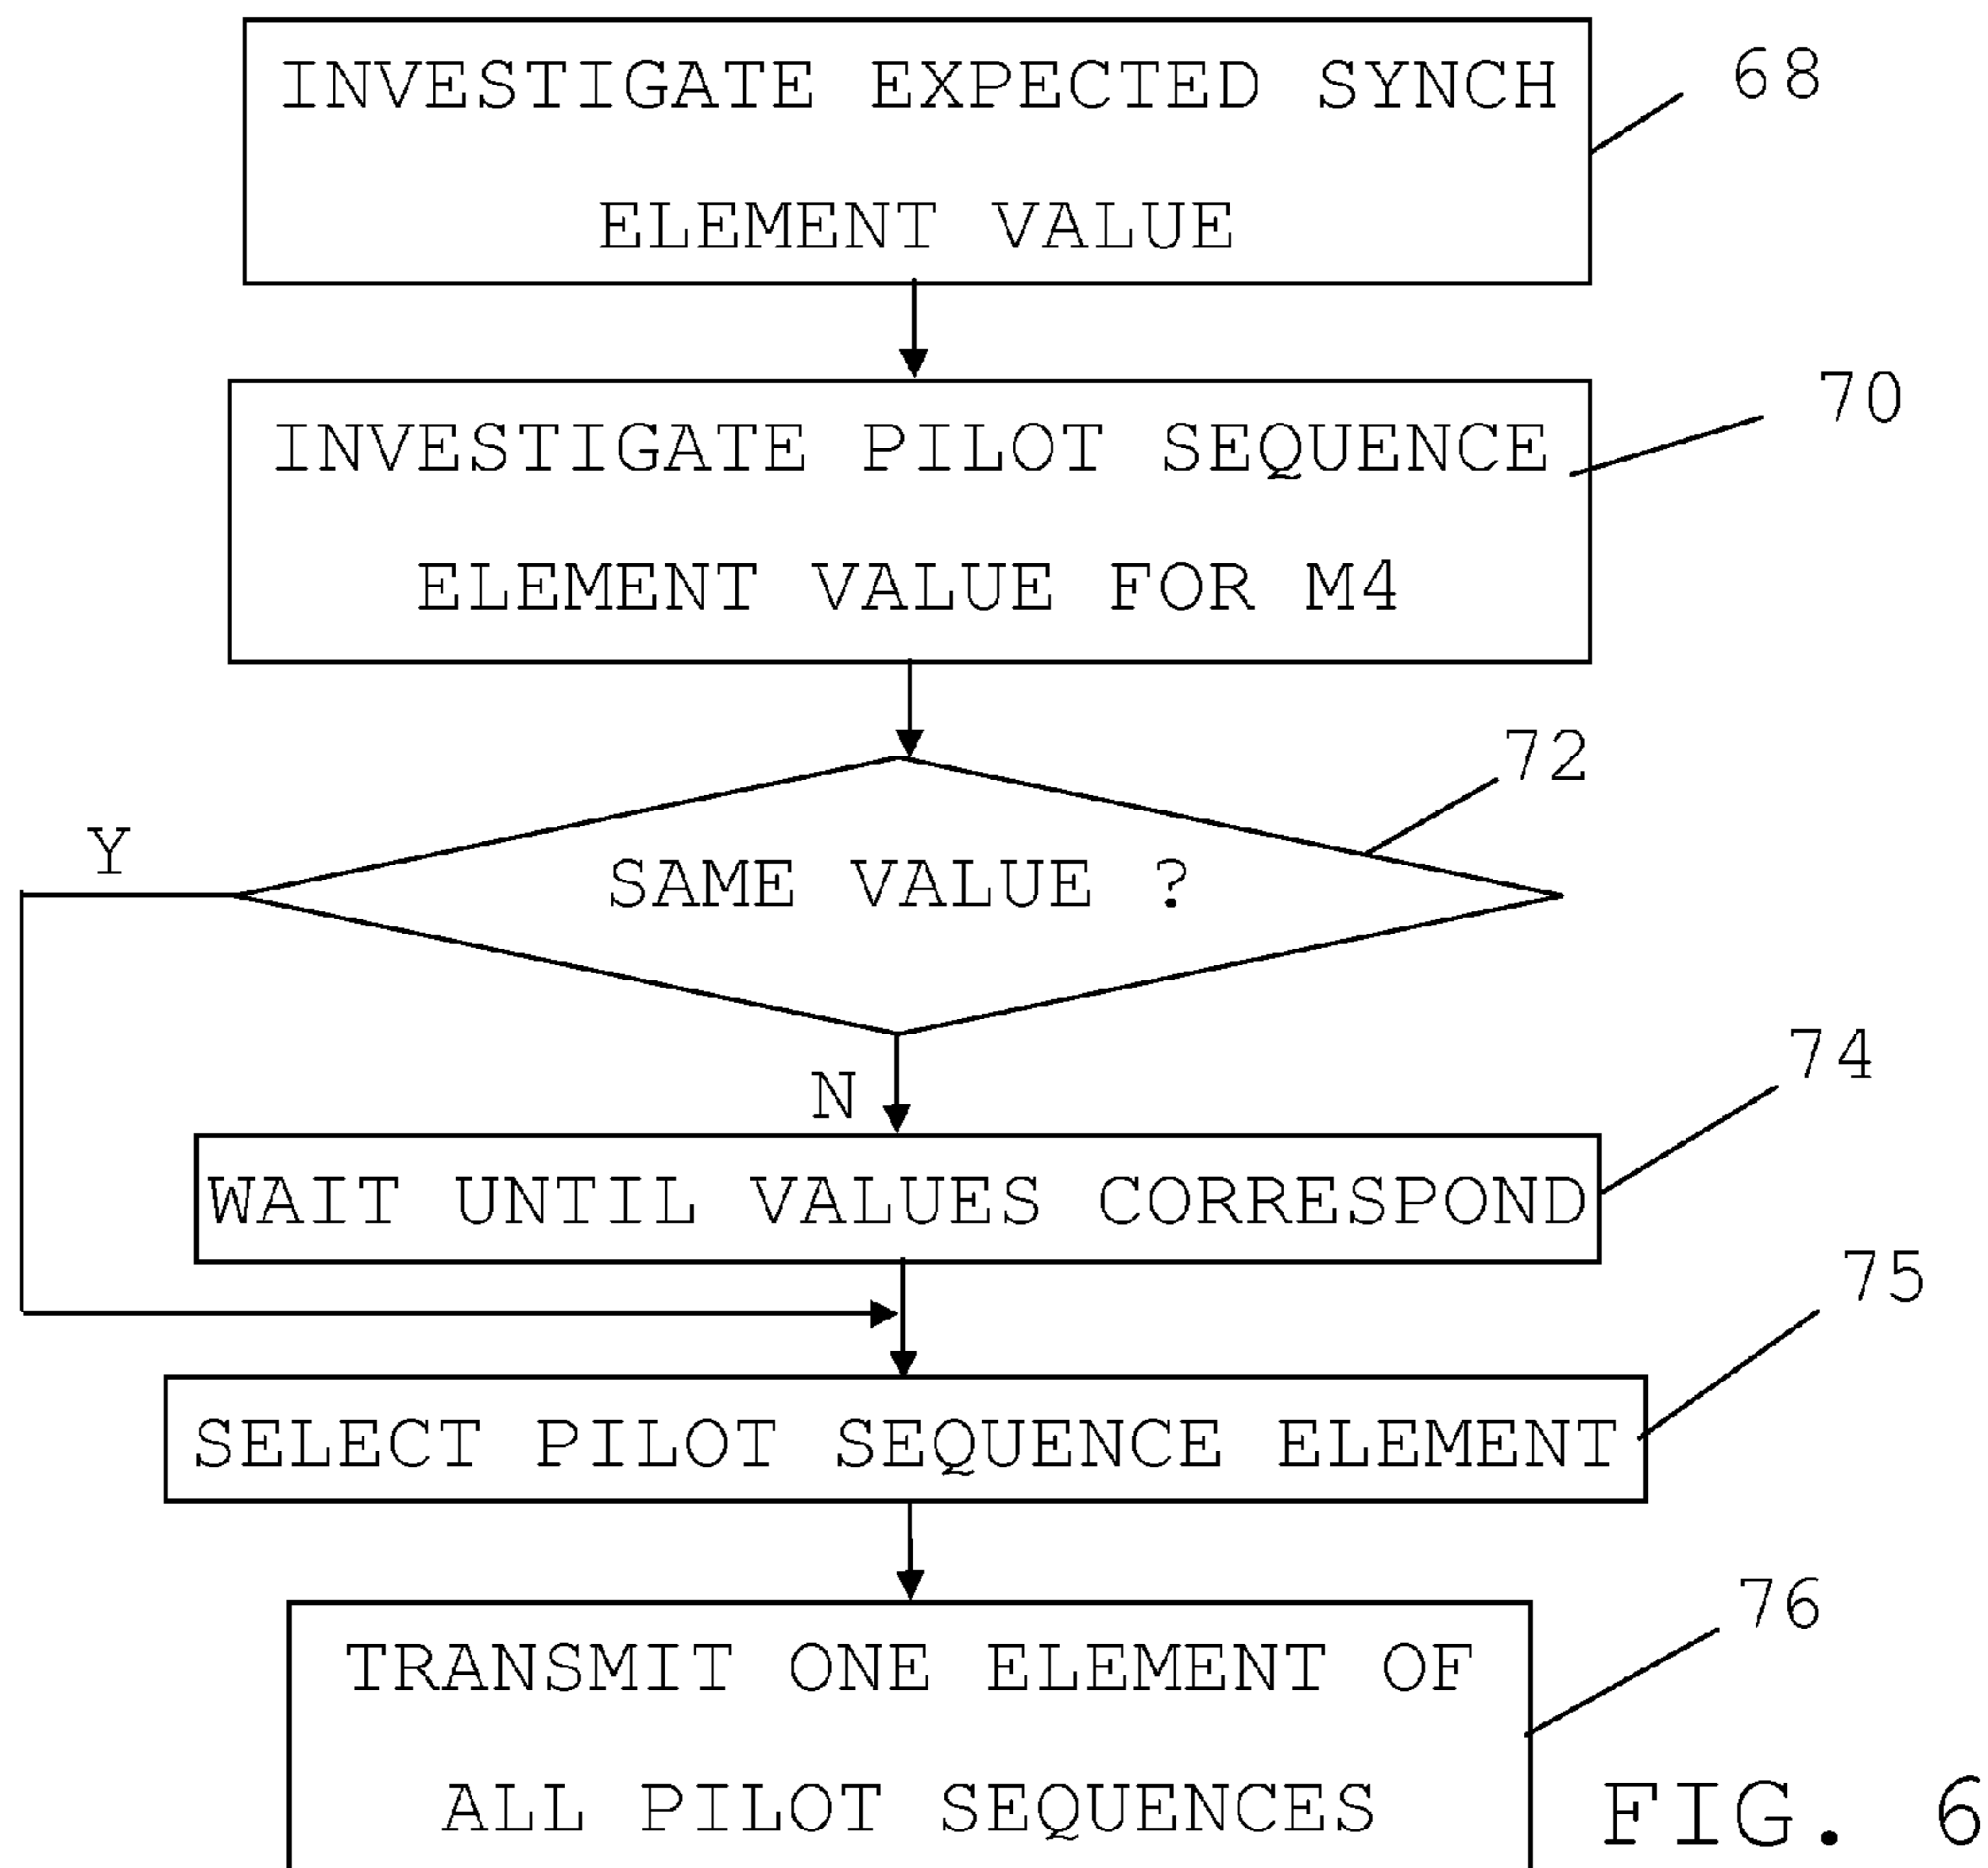 INVESTIGATE EXPECTED SYNCH
68
ELEMENT VALUE
INVESTIGATE PILOT SEQUENCE
70
ELEMENT VALUE FOR M4
72
Y
SAME VALUE ?
N
74
WAIT UNTIL VALUES CORRESPOND
75
SELECT PILOT SEQUENCE ELEMENT
76
TRANSMIT ONE ELEMENT OF
ALL PILOT SEQUENCES
FIG. 6